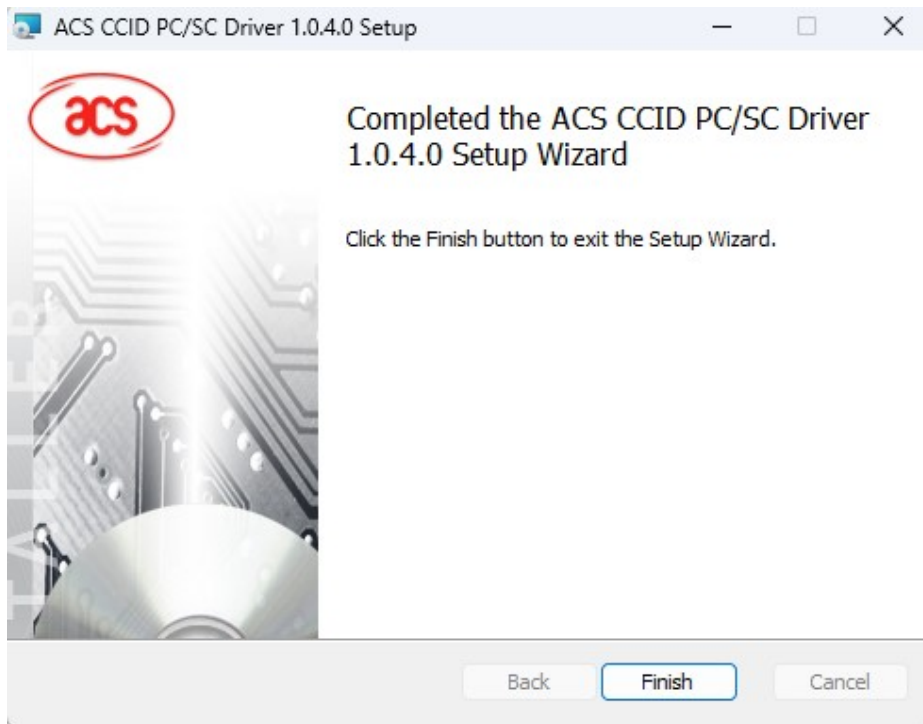 ACS CCID PC/SC Driver 1.0.4.0 Setup
acs
Completed the ACS CCID PC/SC Driver
1.0.4.0 Setup Wizard
Click the Finish button to exit the Setup Wizard.
Back
Finish
Cancel